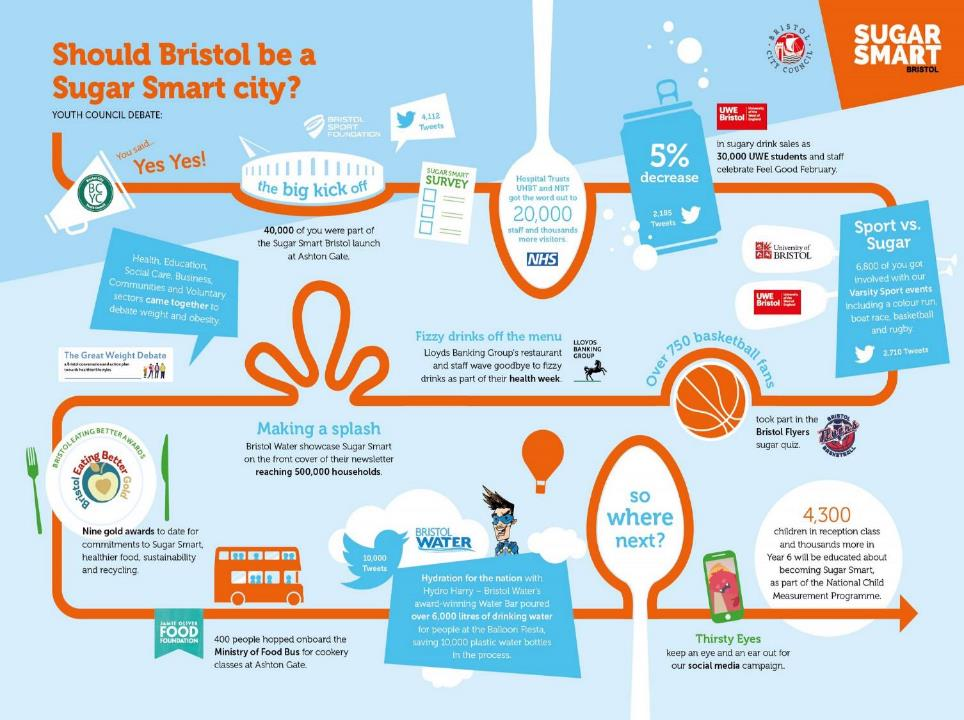 Should Bristol be a
Sugar Smart city?
YOUTH COUNCIL DEBATE:
BRISTOL
CITY COUNCIL
SUGAR
SMART
BRISTOL
You said...
Yes Yes!
BC
YC
BRISTOL
SPORT
FOUNDATION
4,112
Tweets
the big kick off
40,000 of you were part of
the Sugar Smart Bristol launch
at Ashton Gate.
SUGAR SMART
SURVEY
Hospital Trusts
UHBT and NBT
got the word out to
20,000
staff and thousands
more visitors.
NHS
5%
decrease
2,185
Tweets
UWE
Bristol
University
of the
West of
England
in sugary drink sales as
30,000 UWE students and staff
celebrate Feel Good February.
University of
BRISTOL
UWE
Bristol
Sport vs.
Sugar
6,800 of you got
involved with our
Varsity Sport events
including a colour run,
boat race, basketball
and rugby.
2,710 Tweets
Health, Education,
Social Care, Business,
Communities and Voluntary
sectors came together to
debate weight and obesity.
The Great Weight Debate
Fizzy drinks off the menu
Lloyds Banking Group's restaurant
and staff wave goodbye to fizzy
drinks as part of their health week.
LLOYDS
BANKING
GROUP
Over 750 basketball fans
took part in the
Bristol Flyers
sugar quiz.
BRISTOL
Flyers
BASKETBALL
Making a splash
Bristol Water showcase Sugar Smart
on the front cover of their newsletter
reaching 500,000 households.
BRISTOL EATING BETTER AWARDS
Bristol Eating Better Gold
Nine gold awards to date for
commitments to Sugar Smart,
healthier food, sustainability
and recycling.
JAMIE OLIVER
FOOD
FOUNDATION
400 people hopped onboard the
Ministry of Food Bus for cookery
classes at Ashton Gate.
10,000
Tweets
BRISTOL
WATER
Hydration for the nation with
Hydro Harry – Bristol Water's
award-winning Water Bar poured
over 6,000 litres of drinking water
for people at the Balloon Fiesta,
saving 10,000 plastic water bottles
in the process.
so
where
next?
Thirsty Eyes
keep an eye and an ear out for
our social media campaign.
4,300
children in reception class
and thousands more in
Year 6 will be educated about
becoming Sugar Smart,
as part of the National Child
Measurement Programme.